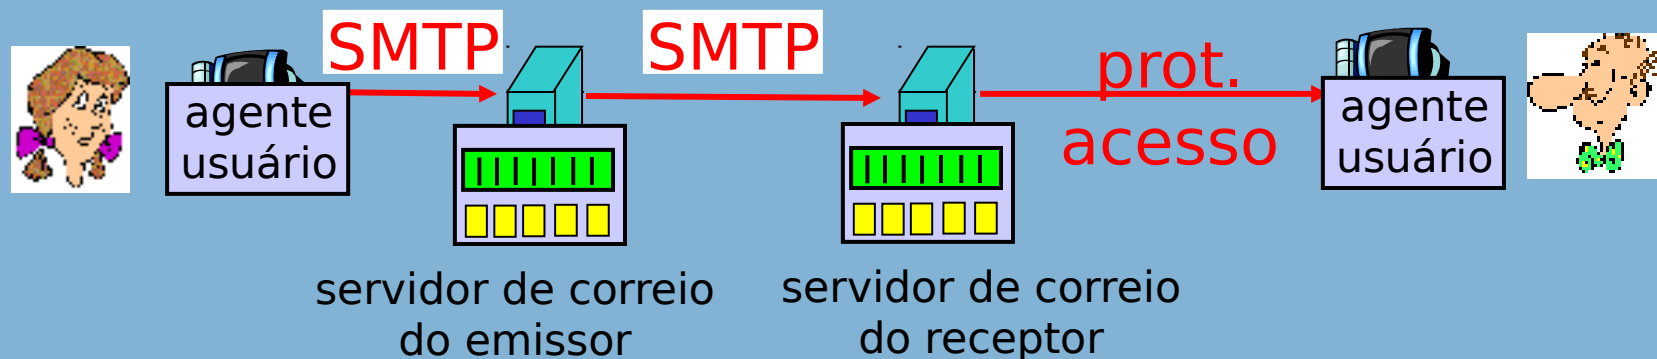 SMTP
SMTP
prot.
acesso
agente
usuário
agente
usuário
servidor de correio
do emissor
servidor de correio
do receptor